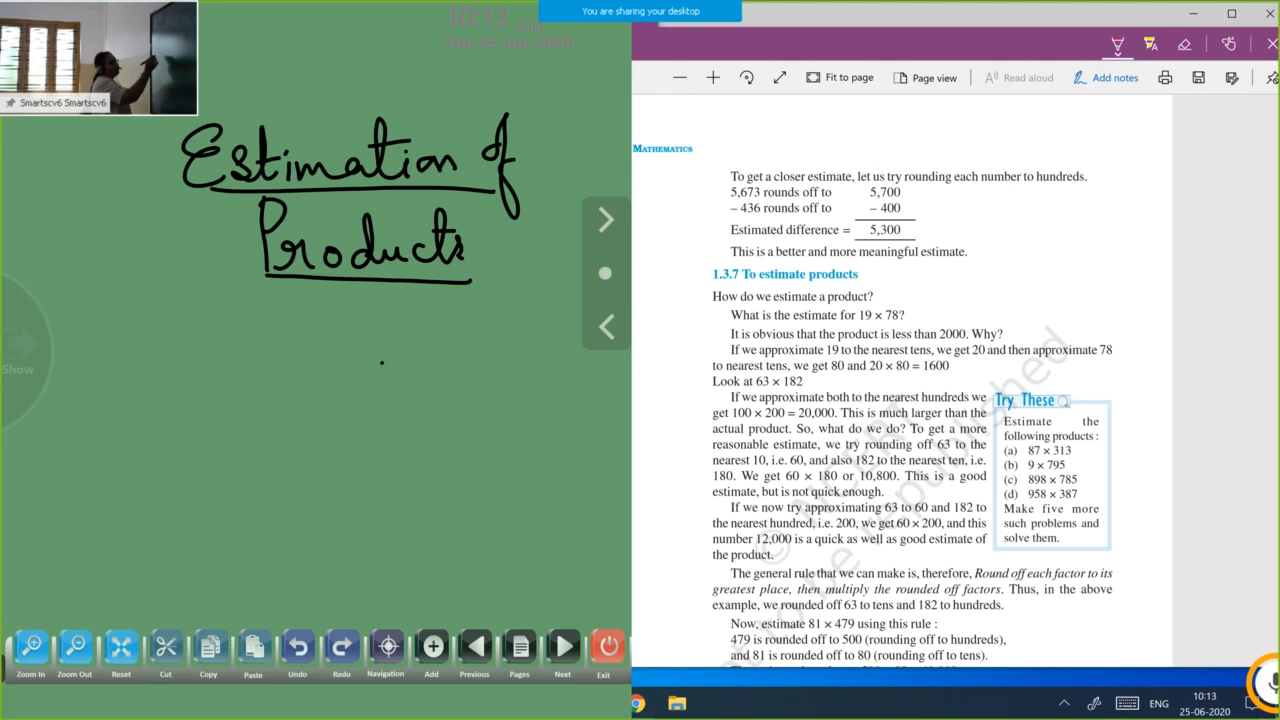 You are sharing your desktop
10:13 AM
Thu 25 Jun 2020
Smartscv6 Smartscv6
Estimation of
Products
Show
Zoom In
Zoom Out
Reset
Cut
Copy
Paste
Undo
Redo
Navigation
Add
Previous
Pages
Next
Exit
Fit to page
Page view
Read aloud
Add notes
MATHEMATICS
To get a closer estimate, let us try rounding each number to hundreds.
5,673 rounds off to 5,700
– 436 rounds off to – 400
Estimated difference = 5,300
This is a better and more meaningful estimate.
1.3.7 To estimate products
How do we estimate a product?
What is the estimate for 19 × 78?
It is obvious that the product is less than 2000. Why?
If we approximate 19 to the nearest tens, we get 20 and then approximate 78
to nearest tens, we get 80 and 20 × 80 = 1600
Look at 63 × 182
If we approximate both to the nearest hundreds we
get 100 × 200 = 20,000. This is much larger than the
actual product. So, what do we do? To get a more
reasonable estimate, we try rounding off 63 to the
nearest 10, i.e. 60, and also 182 to the nearest ten, i.e.
180. We get 60 × 180 or 10,800. This is a good
estimate, but is not quick enough.
If we now try approximating 63 to 60 and 182 to
the nearest hundred, i.e. 200, we get 60 × 200, and this
number 12,000 is a quick as well as good estimate of
the product.
Try These
Estimate the
following products :
(a) 87 × 313
(b) 9 × 795
(c) 898 × 785
(d) 958 × 387
Make five more
such problems and
solve them.
The general rule that we can make is, therefore, Round off each factor to its
greatest place, then multiply the rounded off factors. Thus, in the above
example, we rounded off 63 to tens and 182 to hundreds.
Now, estimate 81 × 479 using this rule :
479 is rounded off to 500 (rounding off to hundreds),
and 81 is rounded off to 80 (rounding off to tens).
© NCERT
to be republished
ENG
10:13
25-06-2020